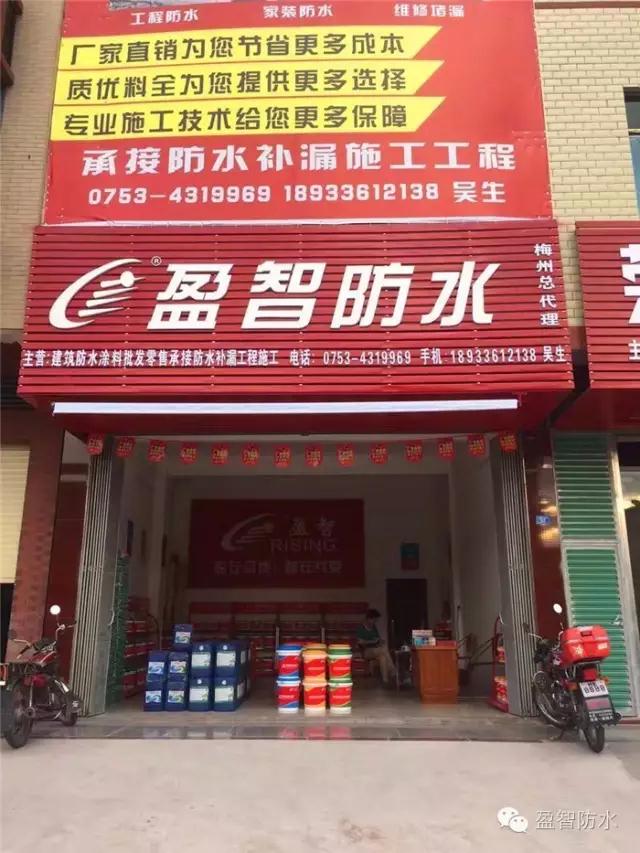 工程防水 家装防水 维修堵漏
厂家直销为您节省更多成本
质优料全为您提供更多选择
专业施工技术给您更多保障
承接防水补漏施工工程
0753-4319969 18933612138 吴生
盈智防水®
梅州总代理
主营:建筑防水涂料批发零售承接防水补漏工程施工 电话: 0753-4319969 手机:18933612138 吴生
盈智
RISING
盈智防水